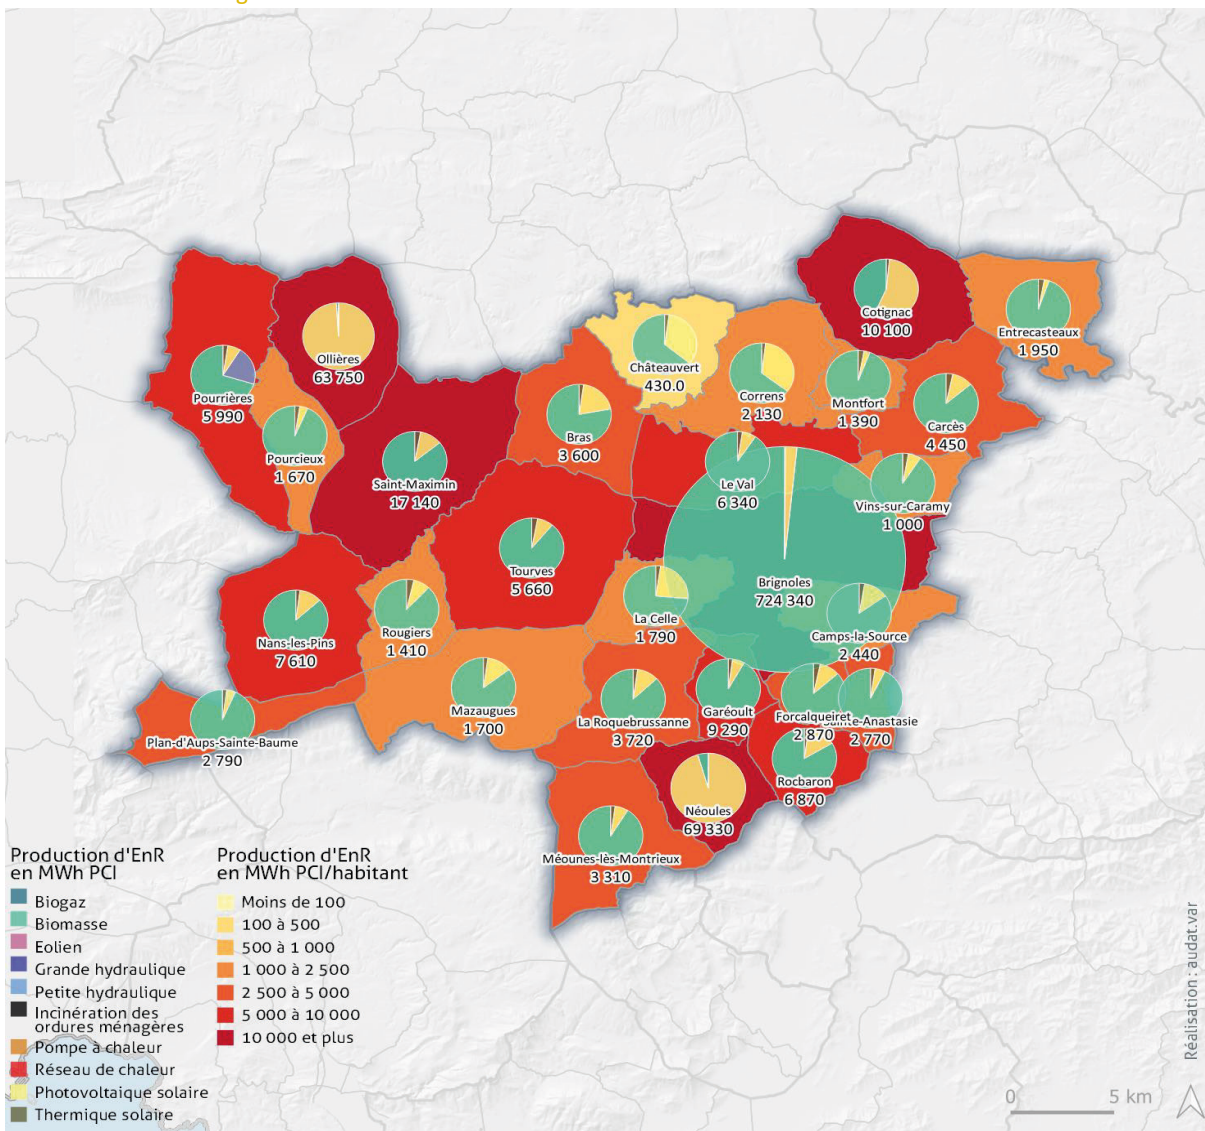 Cotignac
10 100
Entrecasteaux
1 950
Ollières
63 750
Châteauvert
430.0
Pourrières
5 990
Correns
2 130
Montfort
1 390
Carcès
4 450
Bras
3 600
Pourcieux
1 670
Saint-Maximin
17 140
Le Val
6 340
Vins-sur-Caramy
1 000
Tourves
5 660
Brignoles
724 340
La Celle
1 790
Camps-la-Source
2 440
Rougiers
1 410
Nans-les-Pins
7 610
Mazaugues
1 700
La Roquebrussanne
3 720
Garéoult
9 290
Forcalqueiret
2 870
Sainte-Anastasie
2 770
Plan-d'Aups-Sainte-Baume
2 790
Rocbaron
6 870
Néoules
69 330
Méounes-lès-Montrieux
3 310
Production d'EnR
en MWh PCI
Biogaz
Biomasse
Eolien
Grande hydraulique
Petite hydraulique
Incinération des
ordures ménagères
Pompe à chaleur
Réseau de chaleur
Photovoltaique solaire
Thermique solaire
Production d'EnR
en MWh PCI/habitant
Moins de 100
100 à 500
500 à 1 000
1 000 à 2 500
2 500 à 5 000
5 000 à 10 000
10 000 et plus
Réalisation : audat.var
0
5 km